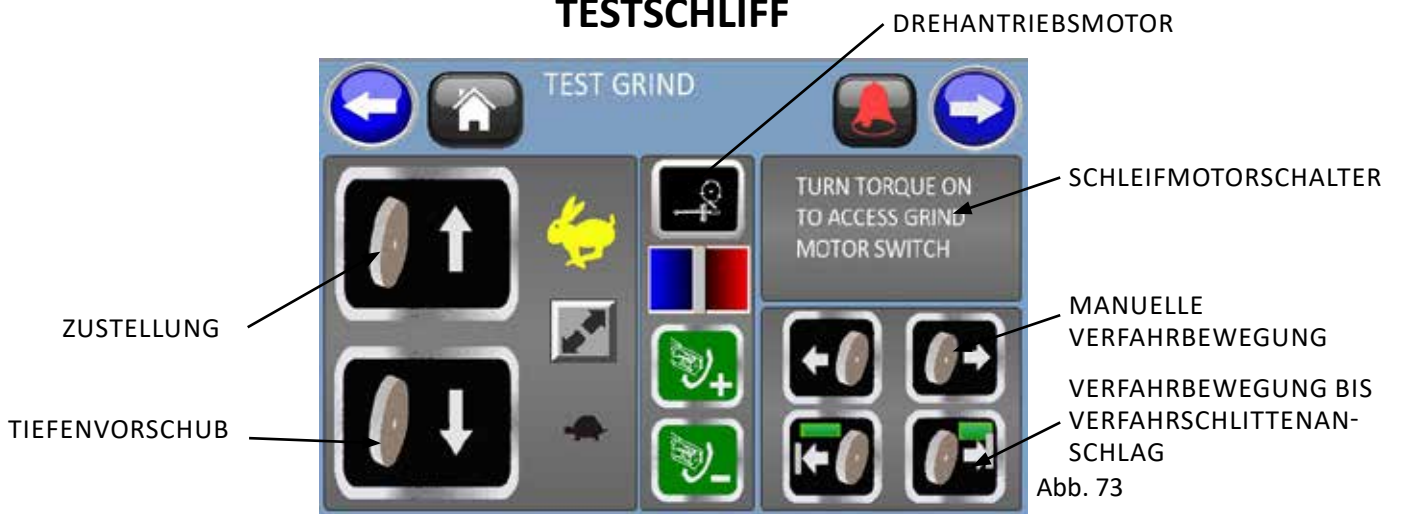 TESTSCHLIFF
DREHANTRIEBSMOTOR
TEST GRIND
TURN TORQUE ON
TO ACCESS GRIND
MOTOR SWITCH
SCHLEIFMOTORSCHALTER
ZUSTELLUNG
MANUELLE
VERFAHRBEWEGUNG
TIEFENVORSCHUB
VERFAHRBEWEGUNG BIS
VERFAHRSCHLITTENAN-
SCHLAG
Abb. 73